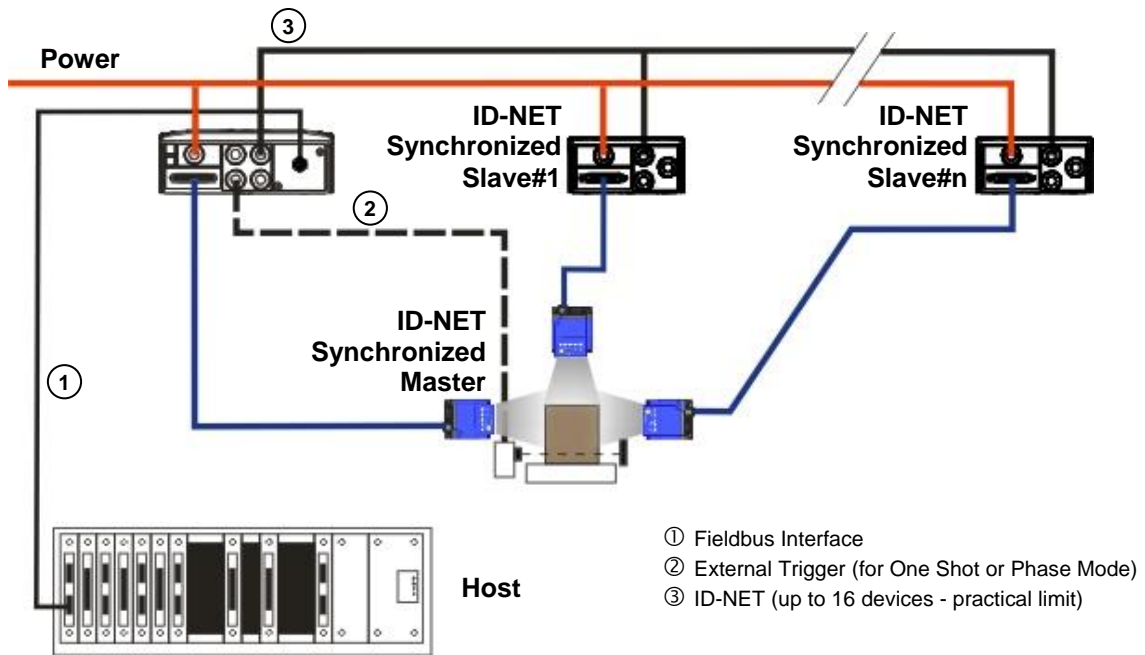 3
Power
ID-NET
Synchronized
Slave#1
ID-NET
Synchronized
Slave#n
2
ID-NET
Synchronized
Master
1
Host
① Fieldbus Interface
② External Trigger (for One Shot or Phase Mode)
③ ID-NET (up to 16 devices - practical limit)